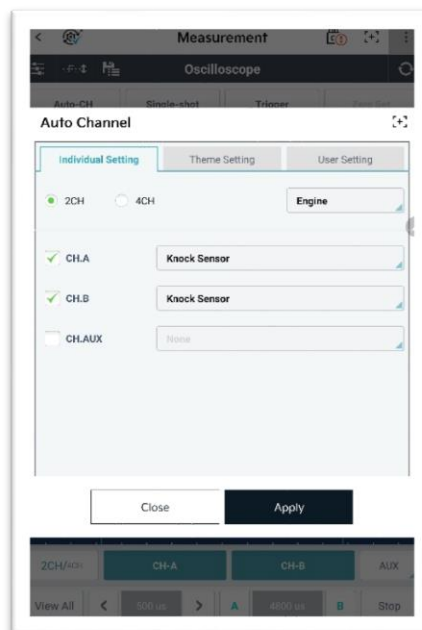 Measurement
Oscilloscope
Auto-CH Single-shot Trigger
Auto Channel
Individual Setting Theme Setting User Setting
2CH 4CH Engine
CH.A Knock Sensor
CH.B Knock Sensor
CH.AUX None
Close Apply
2CH/4CH CH-A CH-B AUX
View All < 500 us > A 4800 us B Stop